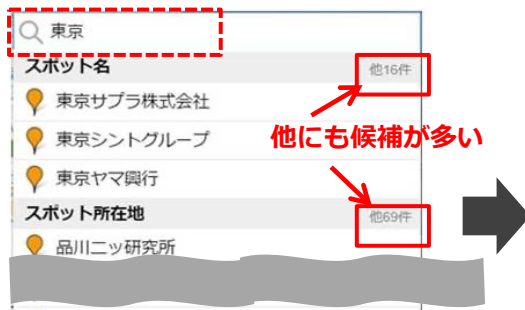 東京
スポット名
他16件
東京サプラ株式会社
東京シントグループ
他にも候補が多い
東京ヤマ興行
スポット所在地
他69件
品川ニッ研究所